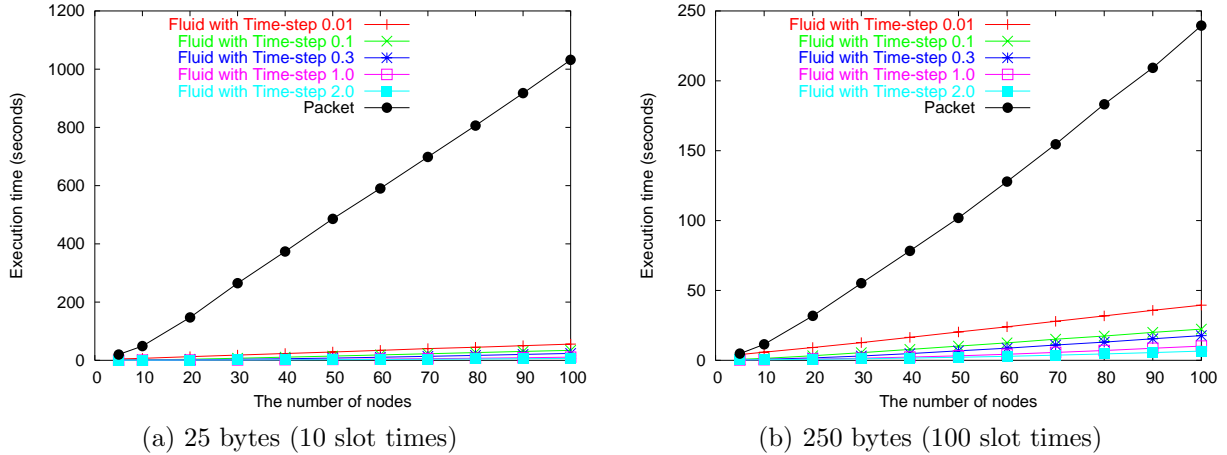 Fluid with Time-step 0.01
Fluid with Time-step 0.1
Fluid with Time-step 0.3
Fluid with Time-step 1.0
Fluid with Time-step 2.0
Packet
Execution time (seconds)
1200
1000
800
600
400
200
0
0 10 20 30 40 50 60 70 80 90 100
The number of nodes
(a) 25 bytes (10 slot times)
Fluid with Time-step 0.01
Fluid with Time-step 0.1
Fluid with Time-step 0.3
Fluid with Time-step 1.0
Fluid with Time-step 2.0
Packet
Execution time (seconds)
250
200
150
100
50
0
0 10 20 30 40 50 60 70 80 90 100
The number of nodes
(b) 250 bytes (100 slot times)